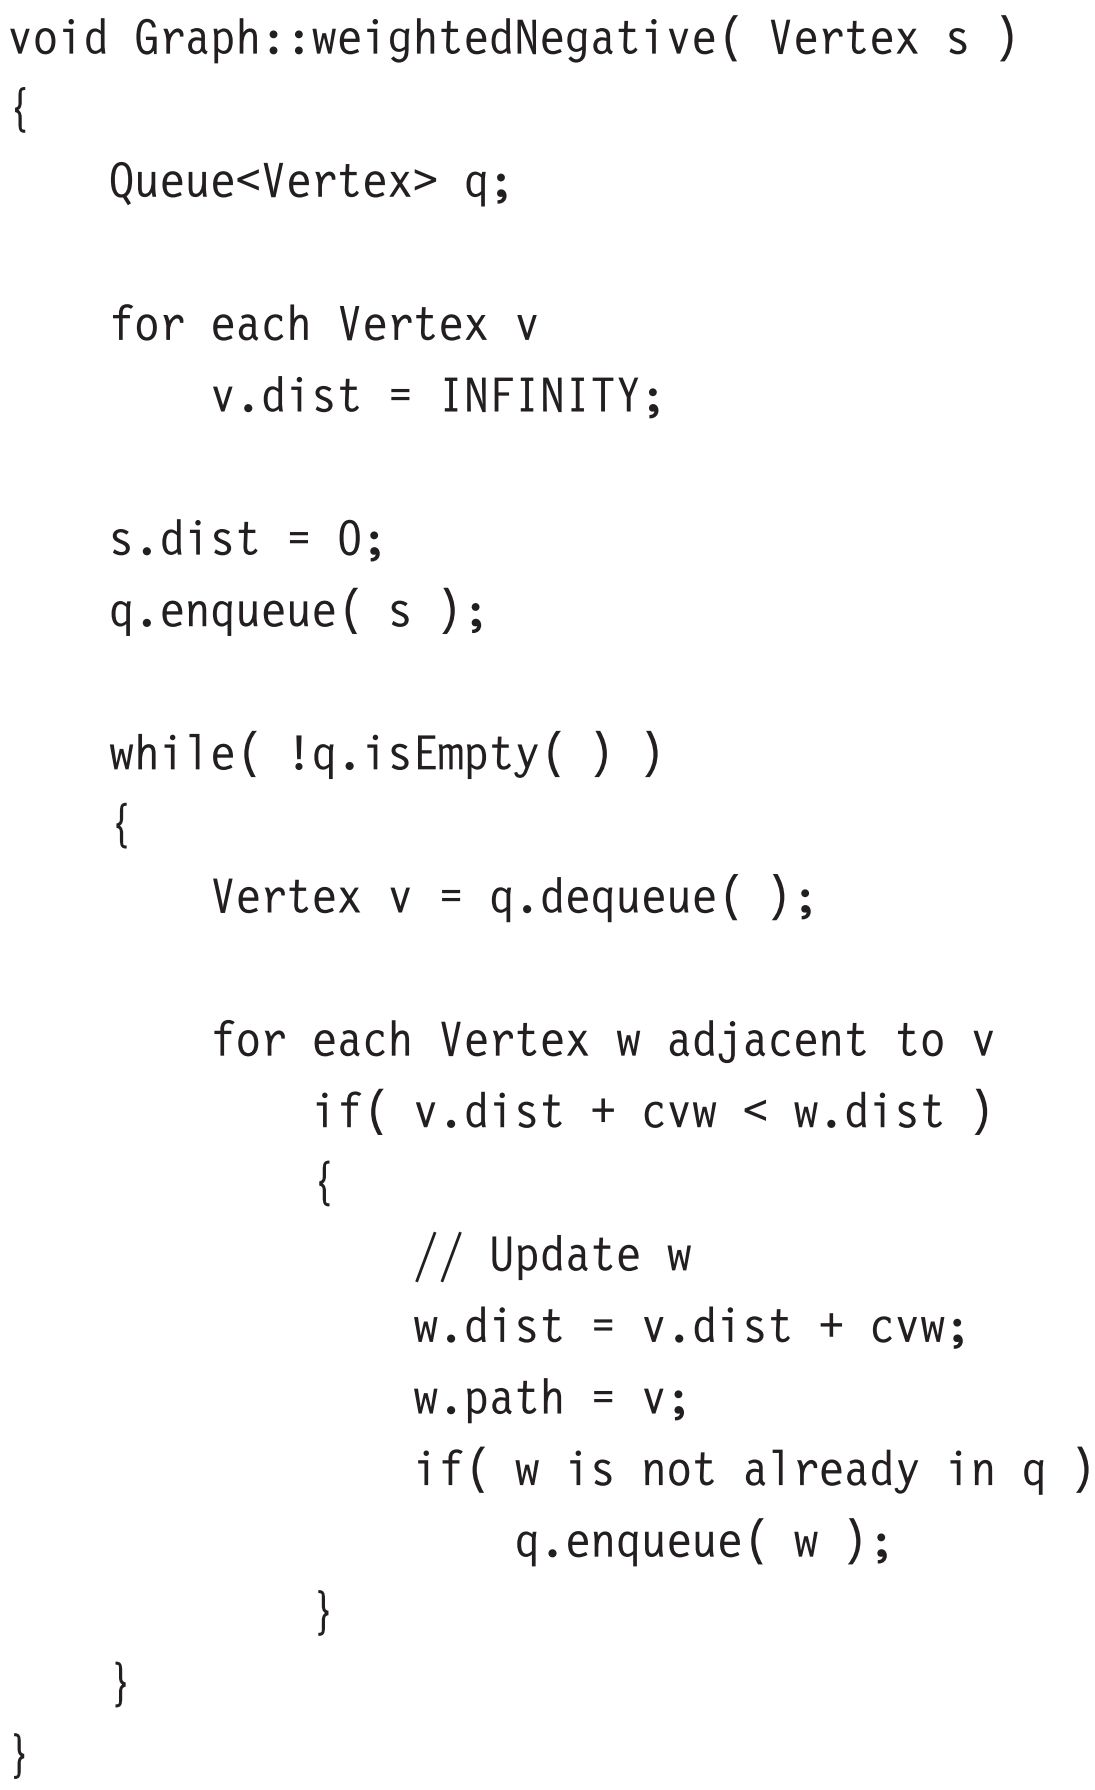 void Graph::weightedNegative( Vertex s )
{
    Queue<Vertex> q;

    for each Vertex v
        v.dist = INFINITY;

    s.dist = 0;
    q.enqueue( s );

    while( !q.isEmpty( ) )
    {
        Vertex v = q.dequeue( );

        for each Vertex w adjacent to v
            if( v.dist + cvw < w.dist )
            {
                // Update w
                w.dist = v.dist + cvw;
                w.path = v;
                if( w is not already in q )
                    q.enqueue( w );
            }
    }
}